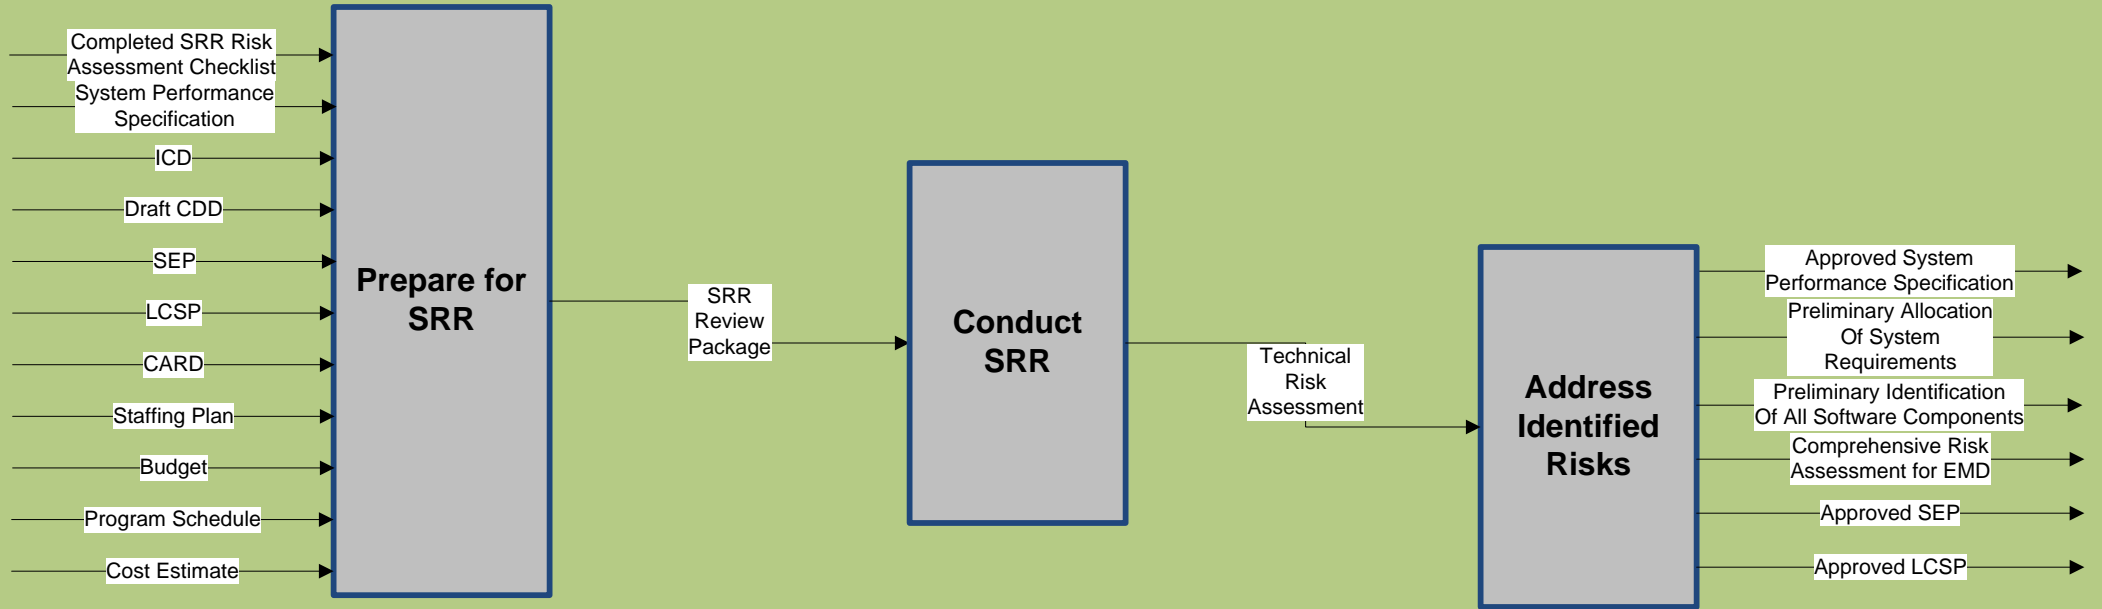 Completed SRR Risk
Assessment Checklist
System Performance
Specification
ICD
Draft CDD
SEP
LCSP
CARD
Staffing Plan
Budget
Program Schedule
Cost Estimate
Prepare for
SRR
SRR
Review
Package
Conduct
SRR
Technical
Risk
Assessment
Address
Identified
Risks
Approved System
Performance Specification
Preliminary Allocation
Of System
Requirements
Preliminary Identification
Of All Software Components
Comprehensive Risk
Assessment for EMD
Approved SEP
Approved LCSP